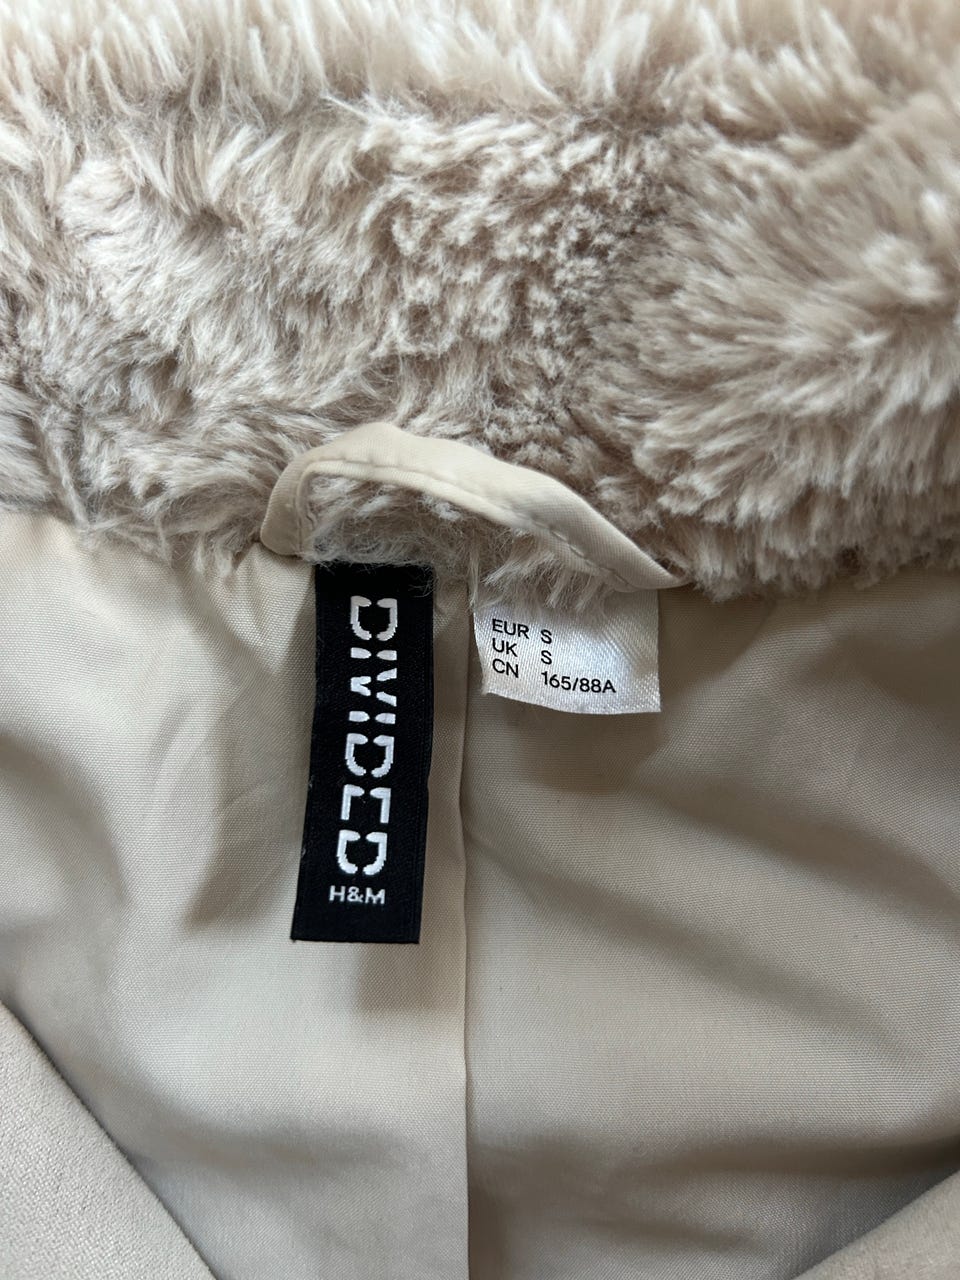 DIVIDED
H&M
EUR S
UK S
CN 165/88A